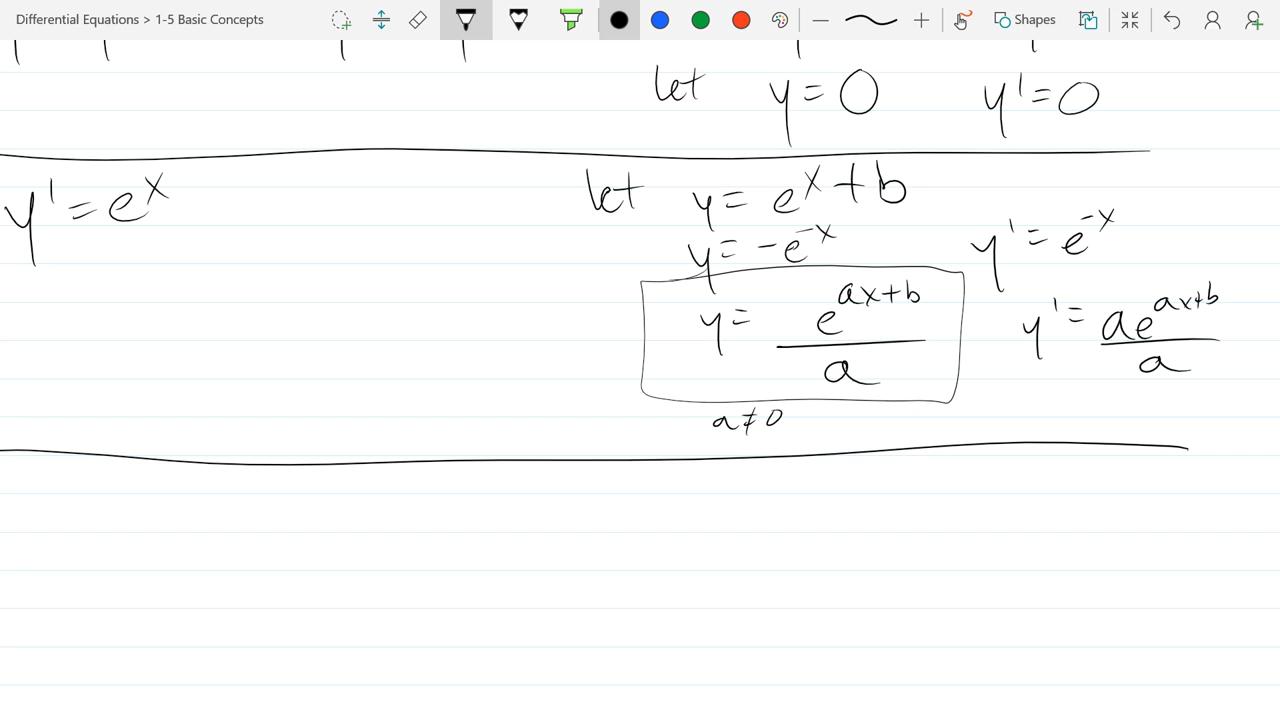 Differential Equations > 1-5 Basic Concepts
Shapes
let y = 0 y' = 0
y' = e^x let y = e^x + b
y = -e^-x y' = e^-x
y = e^(ax+b) / a y' = ae^(ax+b) / a
a ≠ 0